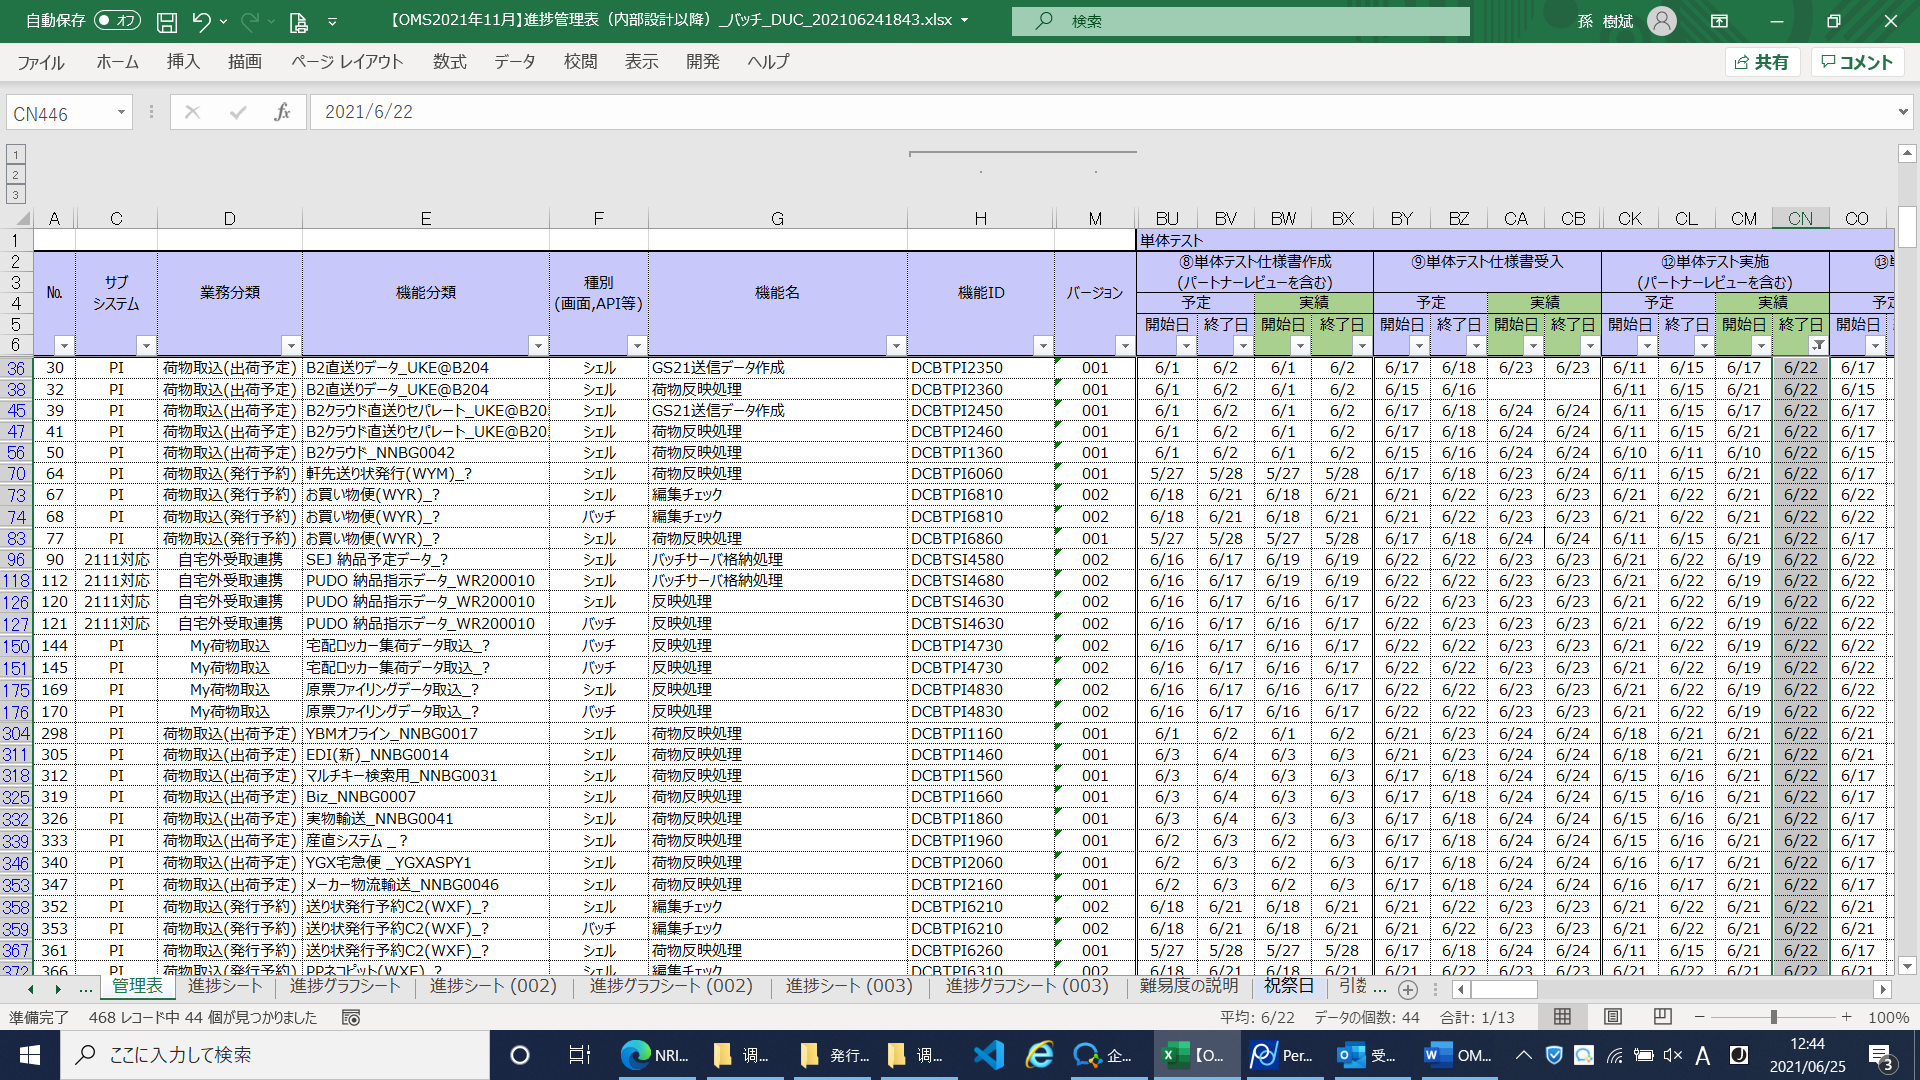 自動保存 オフ 【OMS2021年11月】進捗管理表（内部設計以降）_バッチ_DUC_202106241843.xlsx 検索 孫 樹斌
ファイル ホーム 挿入 描画 ページ レイアウト 数式 データ 校閲 表示 開発 ヘルプ 共有 コメント
CN446 fx 2021/6/22
1
2
3
A C D E F G H M BU BV BW BX BY BZ CA CB CK CL CM CN CO
1 単体テスト
2 ⑧単体テスト仕様書作成 ⑨単体テスト仕様書受入 ⑫単体テスト実施
3 (パートナーレビューを含む) (パートナーレビューを含む)
№ サブ システム 業務分類 機能分類 種別 (画面,API等) 機能名 機能ID バージョン
4 予定 実績 予定 実績 予定 実績 予定
5 開始日 終了日 開始日 終了日 開始日 終了日 開始日 終了日 開始日 終了日 開始日 終了日 開始日
6
36 30 PI 荷物取込(出荷予定) B2直送りデータ_UKE@B204 シェル GS21送信データ作成 DCBTPI2350 001 6/1 6/2 6/1 6/2 6/17 6/18 6/23 6/23 6/11 6/15 6/17 6/22 6/17
38 32 PI 荷物取込(出荷予定) B2直送りデータ_UKE@B204 シェル 荷物反映処理 DCBTPI2360 001 6/1 6/2 6/1 6/2 6/15 6/16 6/11 6/15 6/21 6/22 6/15
45 39 PI 荷物取込(出荷予定) B2クラウド直送りセパレート_UKE@B20 シェル GS21送信データ作成 DCBTPI2450 001 6/1 6/2 6/1 6/2 6/17 6/18 6/24 6/24 6/11 6/15 6/17 6/22 6/17
47 41 PI 荷物取込(出荷予定) B2クラウド直送りセパレート_UKE@B20 シェル 荷物反映処理 DCBTPI2460 001 6/1 6/2 6/1 6/2 6/17 6/18 6/24 6/24 6/11 6/15 6/21 6/22 6/17
56 50 PI 荷物取込(出荷予定) B2クラウド_NNBG0042 シェル 荷物反映処理 DCBTPI1360 001 6/1 6/2 6/1 6/2 6/15 6/16 6/24 6/24 6/10 6/11 6/10 6/22 6/15
70 64 PI 荷物取込(発行予約) 軒先送り状発行(WYM)_? シェル 荷物反映処理 DCBTPI6060 001 5/27 5/28 5/27 5/28 6/17 6/18 6/23 6/24 6/11 6/15 6/21 6/22 6/17
73 67 PI 荷物取込(発行予約) お買い物便(WYR)_? シェル 編集チェック DCBTPI6810 002 6/18 6/21 6/18 6/21 6/21 6/22 6/23 6/23 6/21 6/22 6/21 6/22 6/22
74 68 PI 荷物取込(発行予約) お買い物便(WYR)_? バッチ 編集チェック DCBTPI6810 002 6/18 6/21 6/18 6/21 6/21 6/22 6/23 6/23 6/21 6/22 6/21 6/22 6/22
83 77 PI 荷物取込(発行予約) お買い物便(WYR)_? シェル 荷物反映処理 DCBTPI6860 001 5/27 5/28 5/27 5/28 6/17 6/18 6/24 6/24 6/11 6/15 6/21 6/22 6/17
96 90 2111対応 自宅外受取連携 SEJ 納品予定データ_? シェル バッチサーバ格納処理 DCBTSI4580 002 6/16 6/17 6/19 6/19 6/22 6/22 6/23 6/23 6/21 6/22 6/19 6/22 6/22
118 112 2111対応 自宅外受取連携 PUDO 納品指示データ_WR200010 シェル バッチサーバ格納処理 DCBTSI4680 002 6/16 6/17 6/19 6/19 6/22 6/22 6/23 6/23 6/21 6/22 6/19 6/22 6/22
126 120 2111対応 自宅外受取連携 PUDO 納品指示データ_WR200010 シェル 反映処理 DCBTSI4630 002 6/16 6/17 6/16 6/17 6/22 6/23 6/23 6/23 6/21 6/22 6/19 6/22 6/22
127 121 2111対応 自宅外受取連携 PUDO 納品指示データ_WR200010 バッチ 反映処理 DCBTSI4630 002 6/16 6/17 6/16 6/17 6/22 6/22 6/23 6/23 6/21 6/22 6/19 6/22 6/22
150 144 PI My荷物取込 宅配ロッカー集荷データ取込_? バッチ 反映処理 DCBTPI4730 002 6/16 6/17 6/16 6/17 6/22 6/22 6/23 6/23 6/21 6/22 6/19 6/22 6/22
151 145 PI My荷物取込 宅配ロッカー集荷データ取込_? バッチ 反映処理 DCBTPI4730 002 6/16 6/17 6/16 6/17 6/22 6/22 6/23 6/23 6/21 6/22 6/19 6/22 6/22
175 169 PI My荷物取込 原票ファイリングデータ取込_? シェル 反映処理 DCBTPI4830 002 6/16 6/17 6/16 6/17 6/22 6/22 6/23 6/23 6/21 6/22 6/19 6/22 6/22
176 170 PI My荷物取込 原票ファイリングデータ取込_? バッチ 反映処理 DCBTPI4830 002 6/16 6/17 6/16 6/17 6/22 6/22 6/23 6/23 6/21 6/22 6/19 6/22 6/22
304 298 PI 荷物取込(出荷予定) YBMオフライン_NNBG0017 シェル 荷物反映処理 DCBTPI1160 001 6/1 6/2 6/1 6/2 6/21 6/23 6/24 6/24 6/18 6/21 6/21 6/22 6/21
311 305 PI 荷物取込(出荷予定) EDI(新)_NNBG0014 シェル 荷物反映処理 DCBTPI1460 001 6/3 6/4 6/3 6/3 6/21 6/23 6/24 6/24 6/18 6/21 6/21 6/22 6/21
318 312 PI 荷物取込(出荷予定) マルチキー検索用_NNBG0031 シェル 荷物反映処理 DCBTPI1560 001 6/3 6/4 6/3 6/3 6/17 6/18 6/24 6/24 6/15 6/16 6/21 6/22 6/17
325 319 PI 荷物取込(出荷予定) Biz_NNBG0007 シェル 荷物反映処理 DCBTPI1660 001 6/3 6/4 6/3 6/3 6/17 6/18 6/24 6/24 6/15 6/16 6/21 6/22 6/17
332 326 PI 荷物取込(出荷予定) 実物輸送_NNBG0041 シェル 荷物反映処理 DCBTPI1860 001 6/3 6/4 6/3 6/3 6/17 6/18 6/24 6/24 6/15 6/16 6/21 6/22 6/17
339 333 PI 荷物取込(出荷予定) 産直システム _ ? シェル 荷物反映処理 DCBTPI1960 001 6/2 6/3 6/2 6/3 6/17 6/18 6/24 6/24 6/15 6/16 6/21 6/22 6/17
346 340 PI 荷物取込(出荷予定) YGX宅急便 _YGXASPY1 シェル 荷物反映処理 DCBTPI2060 001 6/2 6/3 6/2 6/3 6/17 6/18 6/24 6/24 6/16 6/17 6/21 6/22 6/17
353 347 PI 荷物取込(出荷予定) メーカー物流輸送_NNBG0046 シェル 荷物反映処理 DCBTPI2160 001 6/2 6/3 6/2 6/3 6/17 6/18 6/24 6/24 6/16 6/17 6/21 6/22 6/17
358 352 PI 荷物取込(発行予約) 送り状発行予約C2(WXF)_? シェル 編集チェック DCBTPI6210 002 6/18 6/21 6/18 6/21 6/21 6/22 6/23 6/23 6/21 6/22 6/21 6/22 6/22
359 353 PI 荷物取込(発行予約) 送り状発行予約C2(WXF)_? バッチ 編集チェック DCBTPI6210 002 6/18 6/21 6/18 6/21 6/21 6/22 6/23 6/23 6/21 6/22 6/21 6/22 6/21
367 361 PI 荷物取込(発行予約) 送り状発行予約C2(WXF)_? シェル 荷物反映処理 DCBTPI6260 001 5/27 5/28 5/27 5/28 6/17 6/18 6/24 6/24 6/11 6/15 6/21 6/22 6/17
372 366 PI 荷物取込(発行予約) PPネコピット(WXF)_? シェル 編集チェック DCBTPI6310 002 6/18 6/21 6/18 6/21 6/21 6/22 6/23 6/23 6/21 6/22 6/21 6/22 6/21
... 管理表 進捗シート 進捗グラフシート 進捗シート (002) 進捗グラフシート (002) 進捗シート (003) 進捗グラフシート (003) 難易度の説明 祝祭日 引数 ...
準備完了 468 レコード中 44 個が見つかりました 平均: 6/22 データの個数: 44 合計: 1/13 100%
ここに入力して検索 NRI... 调... 発行... 调... 企... 【O... Per... 受... OM... A J 12:44
2021/06/25 3